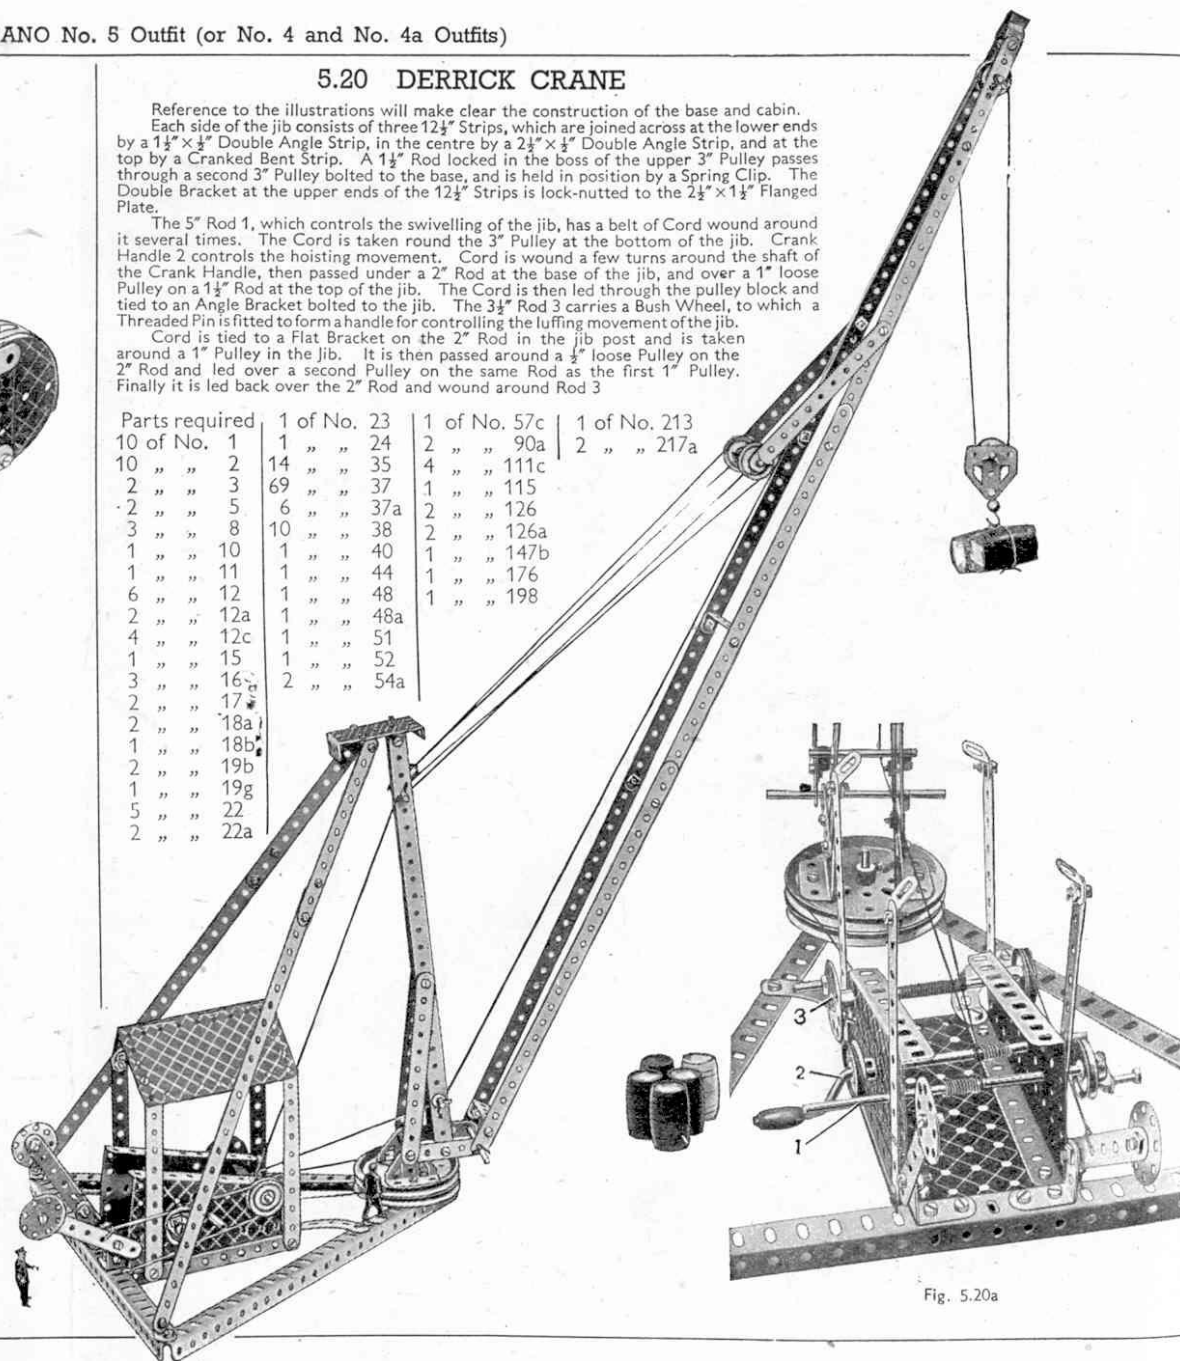 ANO No. 5 Outfit (or No. 4 and No. 4a Outfits)
5.20 DERRICK CRANE
Reference to the illustrations will make clear the construction of the base and cabin.
Each side of the jib consists of three 12½″ Strips, which are joined across at the lower ends
by a 1½″×½″ Double Angle Strip, in the centre by a 2½″×½″ Double Angle Strip, and at the
top by a Cranked Bent Strip. A 1½″ Rod locked in the boss of the upper 3″ Pulley passes
through a second 3″ Pulley bolted to the base, and is held in position by a Spring Clip. The
Double Bracket at the upper ends of the 12½″ Strips is lock-nutted to the 2½″×1½″ Flanged
Plate.
The 5″ Rod 1, which controls the swivelling of the jib, has a belt of Cord wound around
it several times. The Cord is taken round the 3″ Pulley at the bottom of the jib. Crank
Handle 2 controls the hoisting movement. Cord is wound a few turns around the shaft of
the Crank Handle, then passed under a 2″ Rod at the base of the jib, and over a 1″ loose
Pulley on a 1½″ Rod at the top of the jib. The Cord is then led through the pulley block and
tied to an Angle Bracket bolted to the jib. The 3½″ Rod 3 carries a Bush Wheel, to which a
Threaded Pin is fitted to form a handle for controlling the luffing movement of the jib.
Cord is tied to a Flat Bracket on the 2″ Rod in the jib post and is taken
around a 1″ Pulley in the Jib. It is then passed around a ½″ loose Pulley on the
2″ Rod and led over a second Pulley on the same Rod as the first 1″ Pulley.
Finally it is led back over the 2″ Rod and wound around Rod 3
Parts required
10 of No. 1
10 „ „ 2
2 „ „ 3
2 „ „ 5
3 „ „ 8
1 „ „ 10
1 „ „ 11
6 „ „ 12
2 „ „ 12a
4 „ „ 12c
1 „ „ 15
3 „ „ 16
2 „ „ 17
2 „ „ 18a
1 „ „ 18b
2 „ „ 19b
1 „ „ 19g
5 „ „ 22
2 „ „ 22a
1 of No. 23
1 „ „ 24
14 „ „ 35
69 „ „ 37
6 „ „ 37a
10 „ „ 38
1 „ „ 40
1 „ „ 44
1 „ „ 48
1 „ „ 48a
1 „ „ 51
1 „ „ 52
2 „ „ 54a
1 of No. 57c
2 „ „ 90a
4 „ „ 111c
1 „ „ 115
2 „ „ 126
2 „ „ 126a
1 „ „ 147b
1 „ „ 176
1 „ „ 198
1 of No. 213
2 „ „ 217a
3
2
1
Fig. 5.20a